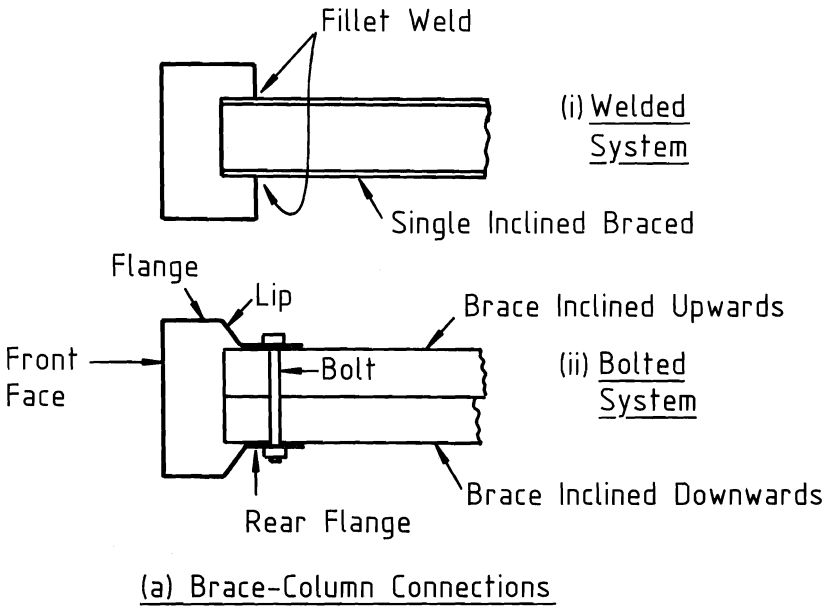 Fillet Weld
(i) Welded
System
Single Inclined Braced
Flange
Lip
Brace Inclined Upwards
Front
Face
Bolt
(ii) Bolted
System
Brace Inclined Downwards
Rear Flange
(a) Brace-Column Connections